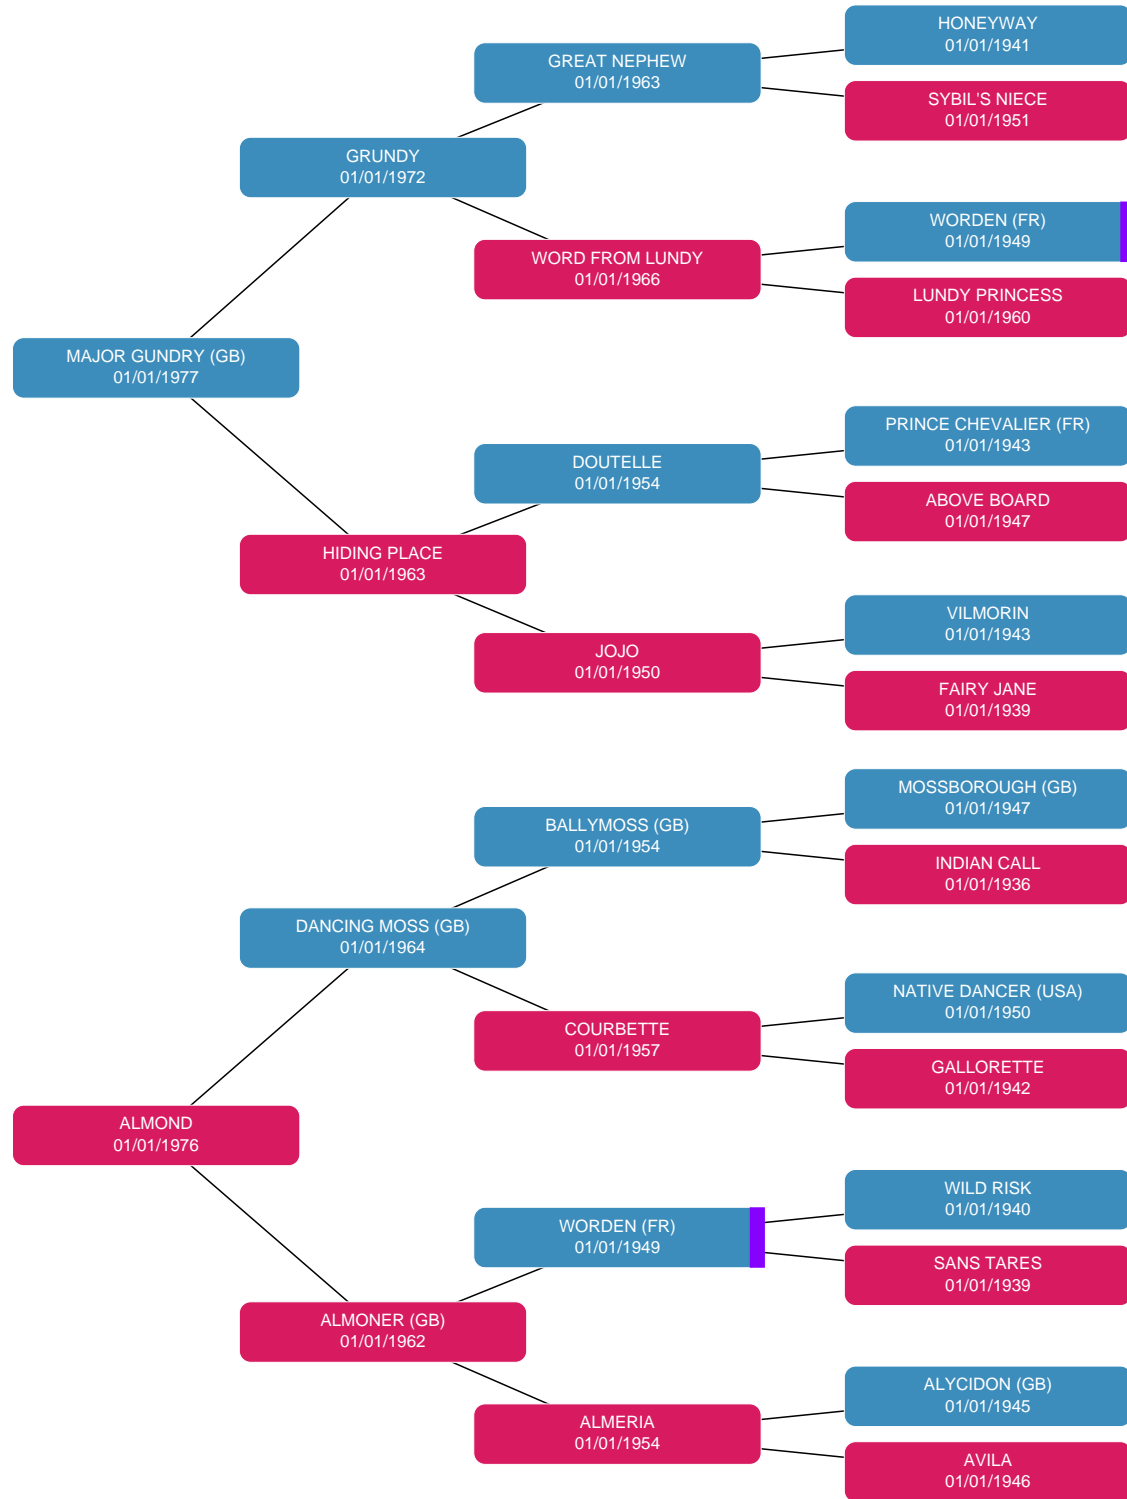 HONEYWAY
01/01/1941
GREAT NEPHEW
01/01/1963
SYBIL'S NIECE
01/01/1951
GRUNDY
01/01/1972
WORDEN (FR)
01/01/1949
WORD FROM LUNDY
01/01/1966
LUNDY PRINCESS
01/01/1960
MAJOR GUNDRY (GB)
01/01/1977
PRINCE CHEVALIER (FR)
01/01/1943
DOUTELLE
01/01/1954
ABOVE BOARD
01/01/1947
HIDING PLACE
01/01/1963
VILMORIN
01/01/1943
JOJO
01/01/1950
FAIRY JANE
01/01/1939
MOSSBOROUGH (GB)
01/01/1947
BALLYMOSS (GB)
01/01/1954
INDIAN CALL
01/01/1936
DANCING MOSS (GB)
01/01/1964
NATIVE DANCER (USA)
01/01/1950
COURBETTE
01/01/1957
GALLORETTE
01/01/1942
ALMOND
01/01/1976
WILD RISK
01/01/1940
WORDEN (FR)
01/01/1949
SANS TARES
01/01/1939
ALMONER (GB)
01/01/1962
ALYCIDON (GB)
01/01/1945
ALMERIA
01/01/1954
AVILA
01/01/1946